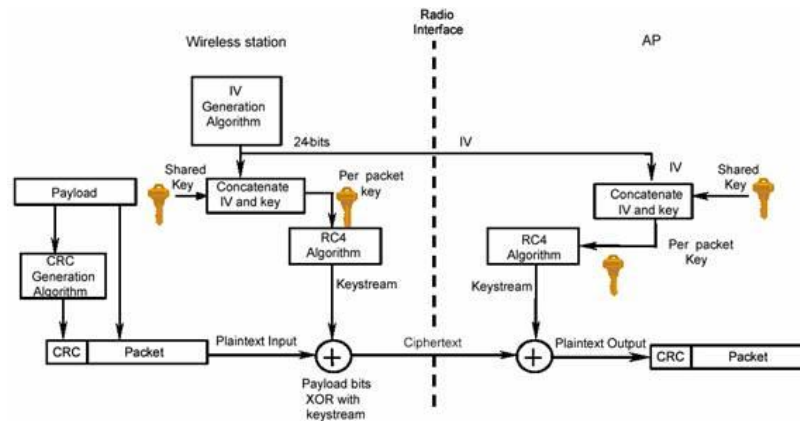 Radio
Interface
Wireless station
AP
IV
Generation
Algorithm
24-bits
IV
Shared
Key
Payload
Concatenate
IV and key
Per packet
key
IV
Shared
Key
Concatenate
IV and key
RC4
Algorithm
RC4
Algorithm
Per packet
Key
CRC
Generation
Algorithm
Keystream
Keystream
CRC
Packet
Plaintext Input
Ciphertext
Plaintext Output
CRC
Packet
Payload bits
XOR with
keystream